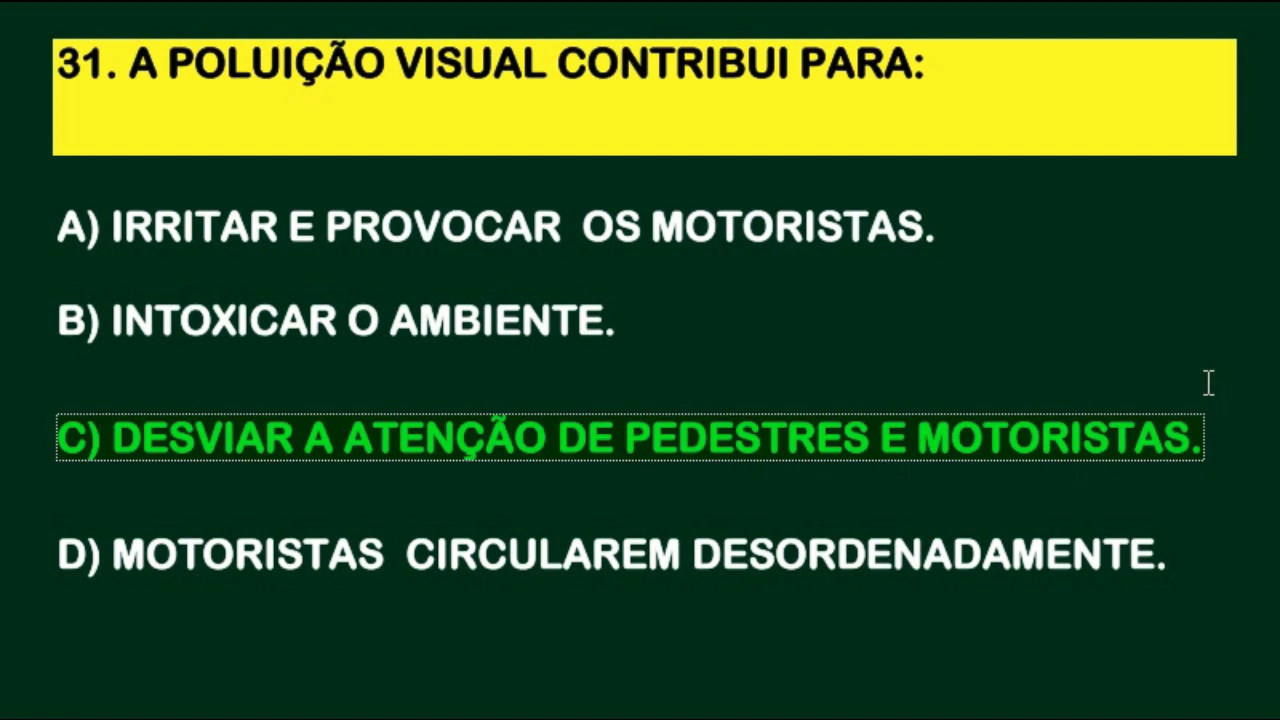 31. A POLUIÇÃO VISUAL CONTRIBUI PARA:
A) IRRITAR E PROVOCAR  OS MOTORISTAS.
B) INTOXICAR O AMBIENTE.
C) DESVIAR A ATENÇÃO DE PEDESTRES E MOTORISTAS.
D) MOTORISTAS  CIRCULAREM DESORDENADAMENTE.